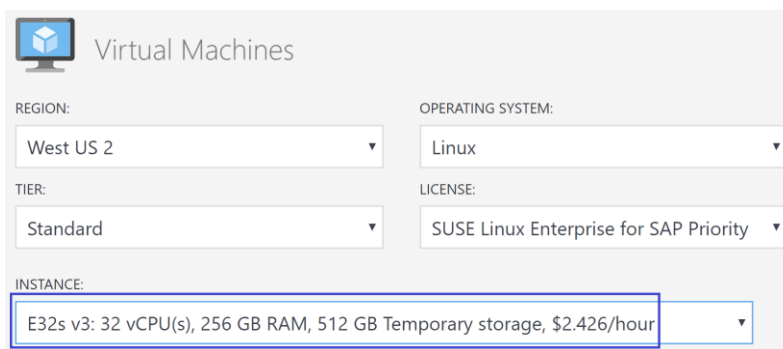 Virtual Machines
REGION: OPERATING SYSTEM:
West US 2 Linux
TIER: LICENSE:
Standard SUSE Linux Enterprise for SAP Priority
INSTANCE:
E32s v3: 32 vCPU(s), 256 GB RAM, 512 GB Temporary storage, $2.426/hour